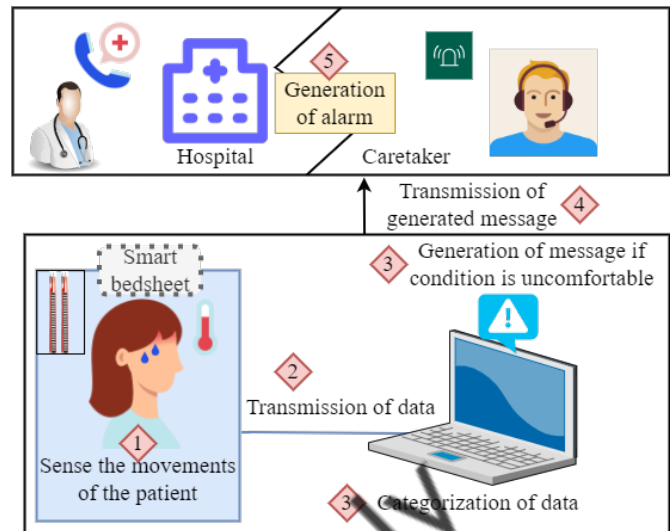 5
Generation
of alarm
Hospital
Caretaker
Transmission of
generated message
4
Smart
bedsheet
3
Generation of message if
condition is uncomfortable
2
Transmission of data
1
Sense the movements
of the patient
3
Categorization of data